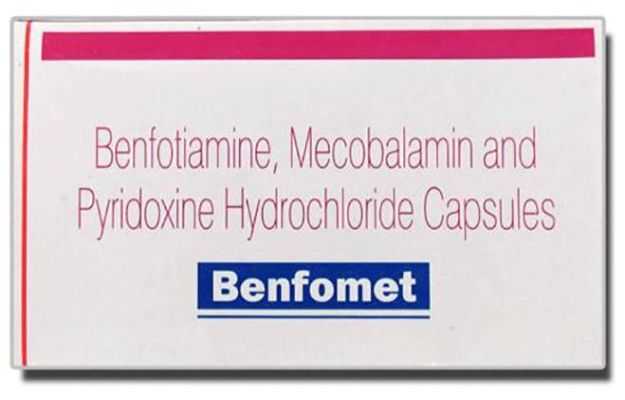 Benfotiamine, Mecobalamin and
Pyridoxine Hydrochloride Capsules
Benfomet